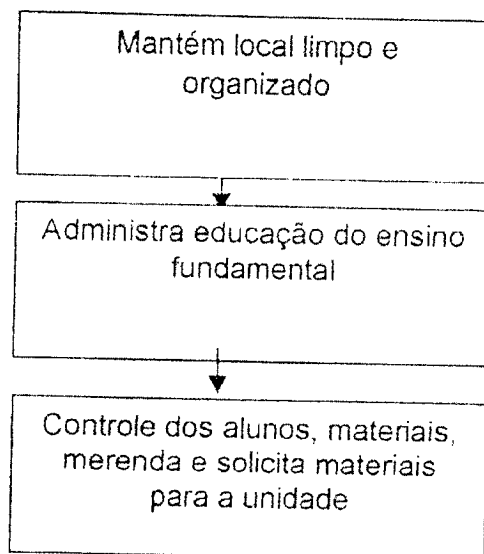 Mantém local limpo e
organizado
Administra educação do ensino
fundamental
Controle dos alunos, materiais,
merenda e solicita materiais
para a unidade